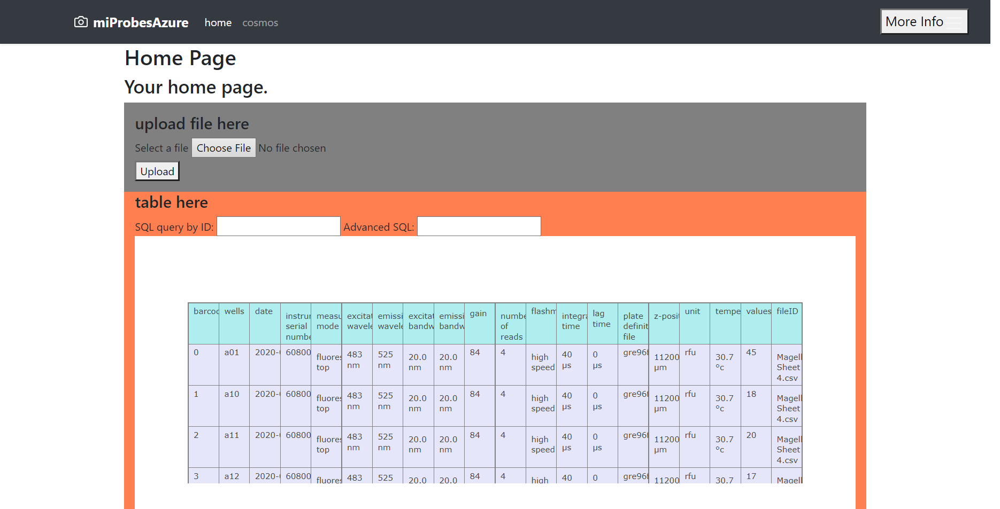 miProbesAzure home cosmos More Info
Home Page
Your home page.
upload file here
Select a file Choose File No file chosen
Upload
table here
SQL query by ID: Advanced SQL:
barcod wells date instrur serial numbe measu mode excitat wavele emissi wavele excitat bandw emissi bandw gain numbe of reads flashm integra time lag time plate definit file z-posit unit tempe values fileID
0 a01 2020-0 60800 fluores top 483 nm 525 nm 20.0 nm 20.0 nm 84 4 high speed 40 µs 0 µs gre96f 11200 µm rfu 30.7 °c 45 Magell Sheet 4.csv
1 a10 2020-0 60800 fluores top 483 nm 525 nm 20.0 nm 20.0 nm 84 4 high speed 40 µs 0 µs gre96f 11200 µm rfu 30.7 °c 18 Magell Sheet 4.csv
2 a11 2020-0 60800 fluores top 483 nm 525 nm 20.0 nm 20.0 nm 84 4 high speed 40 µs 0 µs gre96f 11200 µm rfu 30.7 °c 20 Magell Sheet 4.csv
3 a12 2020-0 60800 fluores 483 525 20.0 20.0 84 4 high 40 0 gre96f 11200 rfu 30.7 17 Magell